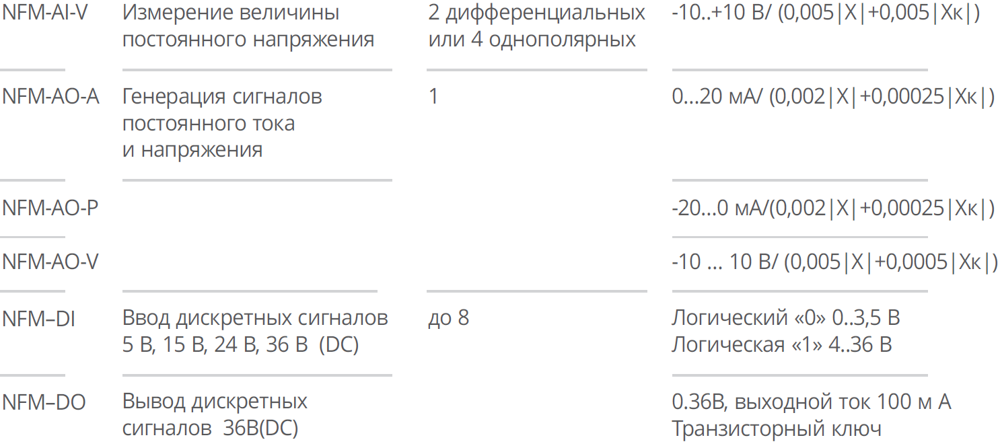 NFM-AI-V Измерение величины 2 дифференциальных -10..+10 В/ (0,005|X|+0,005|Xк|)
постоянного напряжения или 4 однополярных
NFM-AO-A Генерация сигналов 1 0...20 мА/ (0,002|X|+0,00025|Xк|)
постоянного тока
и напряжения
NFM-AO-P -20...0 мА/(0,002|X|+0,00025|Xк|)
NFM-AO-V -10 ... 10 В/ (0,005|X|+0,0005|Xк|)
NFM–DI Ввод дискретных сигналов до 8 Логический «0» 0..3,5 В
5 В, 15 В, 24 В, 36 В (DC) Логическая «1» 4..36 В
NFM–DO Вывод дискретных 0.36В, выходной ток 100 м А
сигналов 36В(DC) Транзисторный ключ